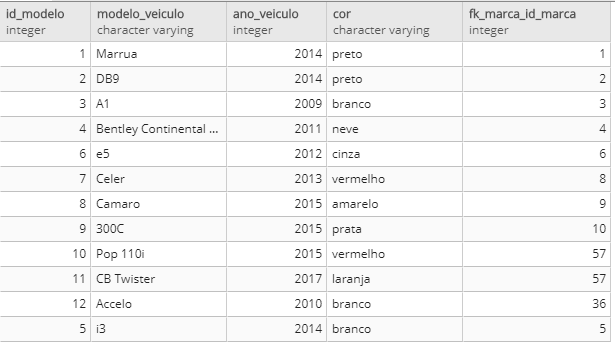 id_modelo modelo_veiculo ano_veiculo cor fk_marca_id_marca
integer character varying integer character varying integer
1 Marrua 2014 preto 1
2 DB9 2014 preto 2
3 A1 2009 branco 3
4 Bentley Continental ... 2011 neve 4
6 e5 2012 cinza 6
7 Celer 2013 vermelho 8
8 Camaro 2015 amarelo 9
9 300C 2015 prata 10
10 Pop 110i 2015 vermelho 57
11 CB Twister 2017 laranja 57
12 Accelo 2010 branco 36
5 i3 2014 branco 5